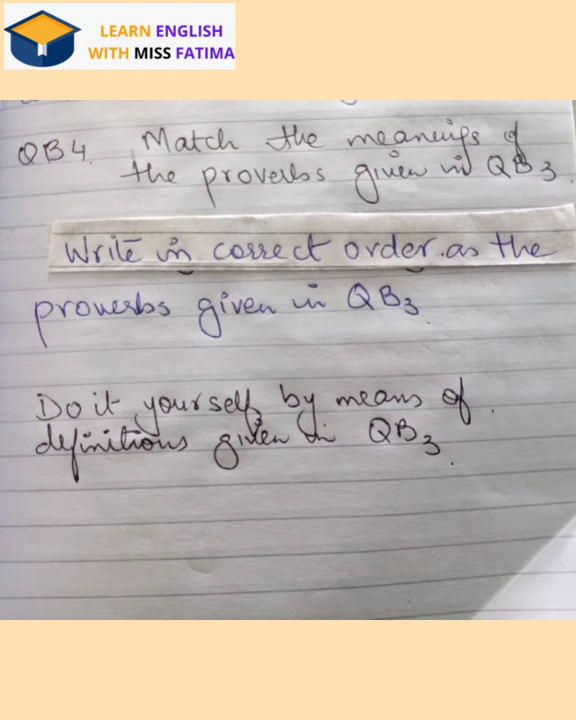 LEARN ENGLISH
WITH MISS FATIMA
QB4. Match the meanings of
the proverbs given in QB3
Write in correct order as the
proverbs given in QB3
Do it yourself by means of
definitions given in QB3.